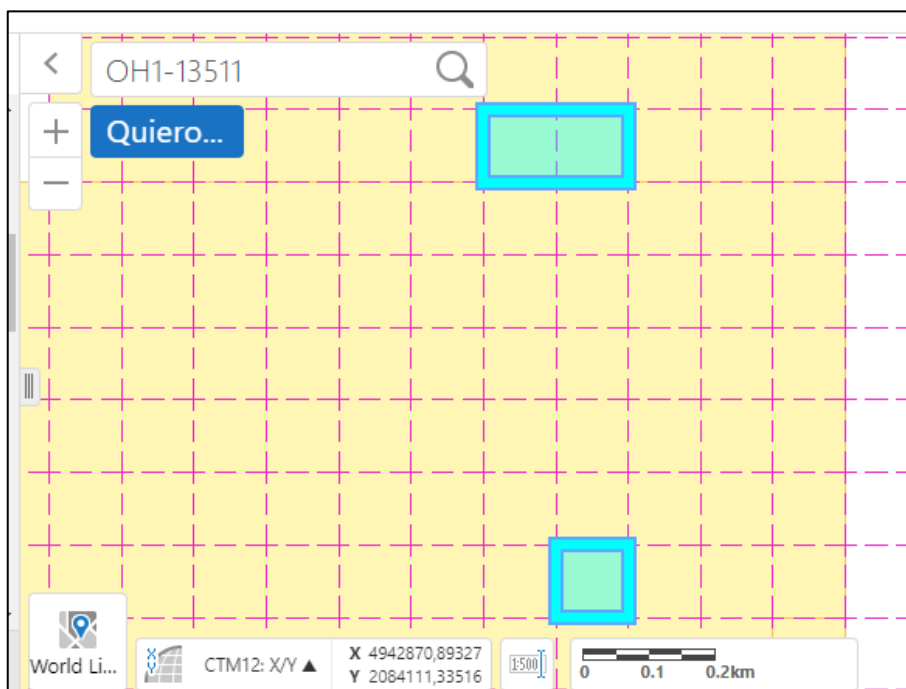 OH1-13511
Quiero...
World Li...
X
Y
CTM12: X/Y ▲
X 4942870,89327
Y 2084111,33516
1:500
0 0.1 0.2km